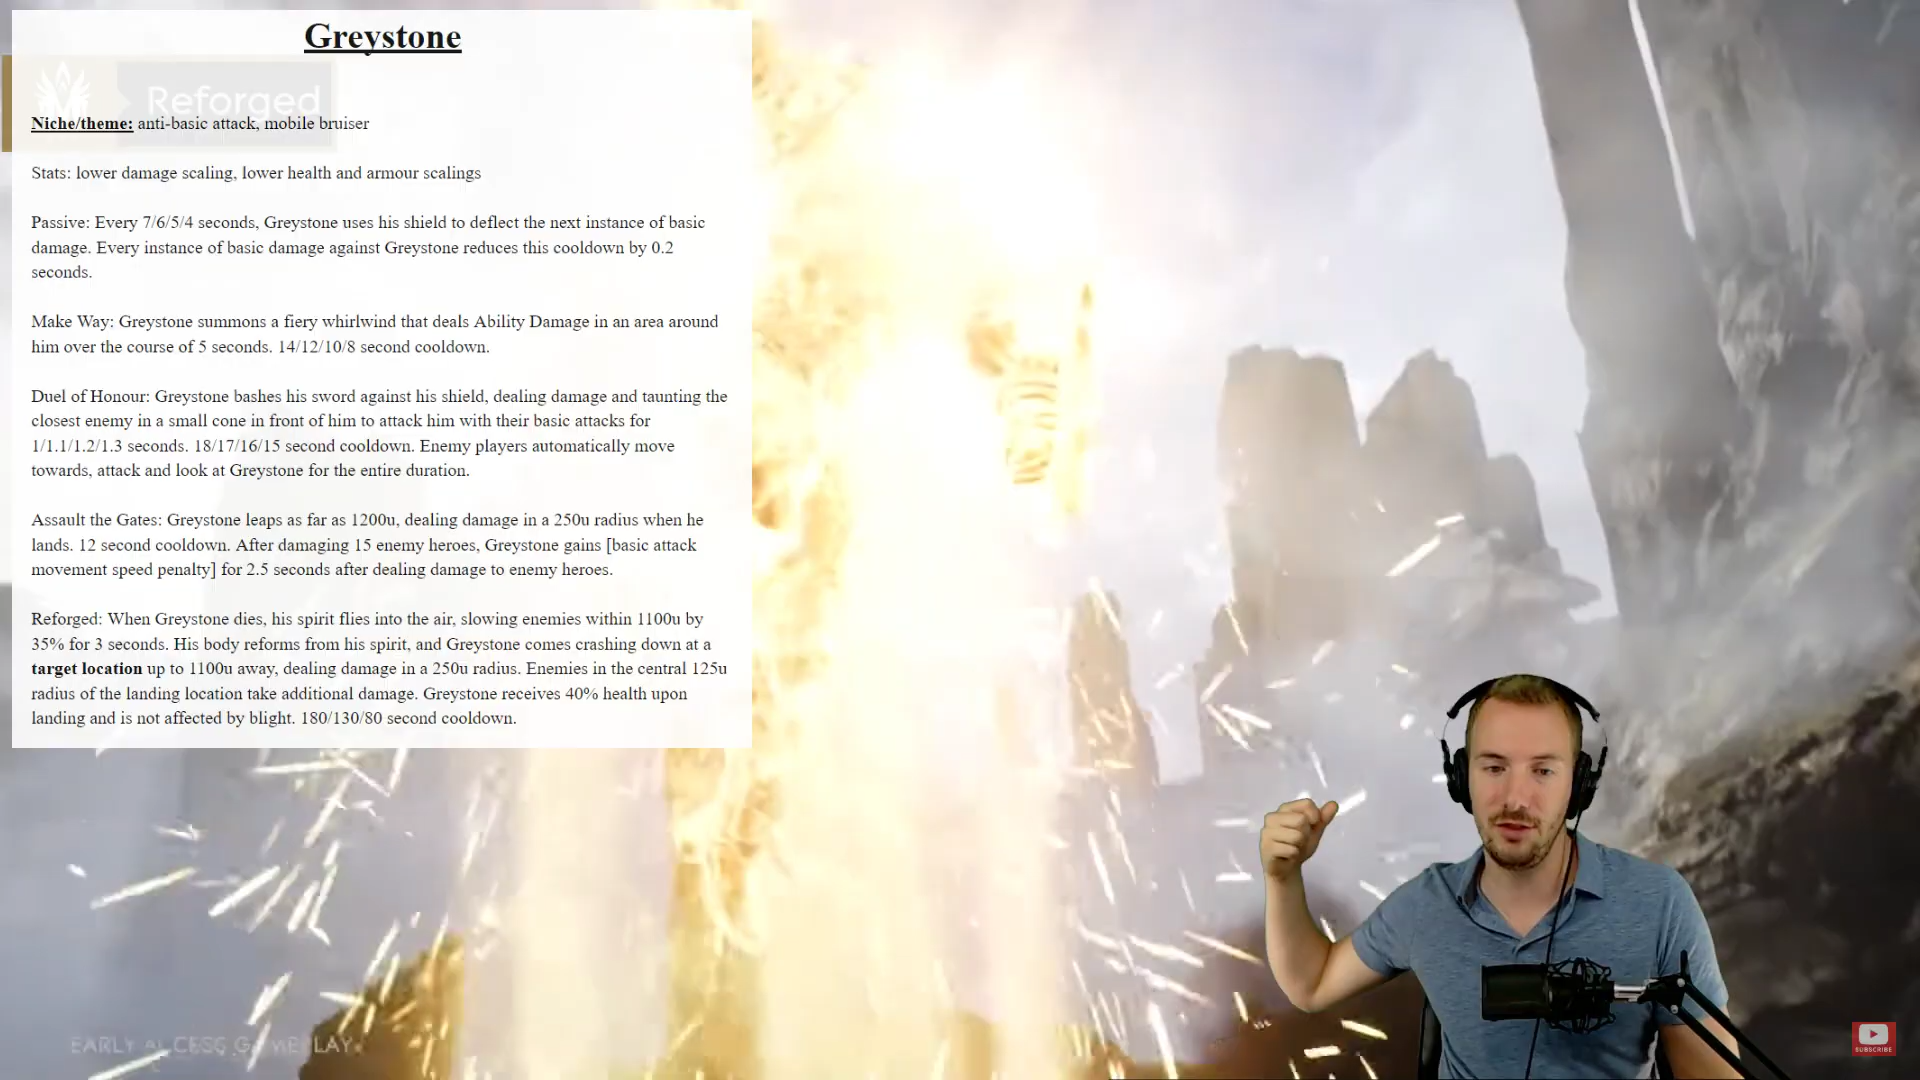 Greystone
Reforged
Niche/theme: anti-basic attack, mobile bruiser
Stats: lower damage scaling, lower health and armour scalings
Passive: Every 7/6/5/4 seconds, Greystone uses his shield to deflect the next instance of basic
damage. Every instance of basic damage against Greystone reduces this cooldown by 0.2
seconds.
Make Way: Greystone summons a fiery whirlwind that deals Ability Damage in an area around
him over the course of 5 seconds. 14/12/10/8 second cooldown.
Duel of Honour: Greystone bashes his sword against his shield, dealing damage and taunting the
closest enemy in a small cone in front of him to attack him with their basic attacks for
1/1.1/1.2/1.3 seconds. 18/17/16/15 second cooldown. Enemy players automatically move
towards, attack and look at Greystone for the entire duration.
Assault the Gates: Greystone leaps as far as 1200u, dealing damage in a 250u radius when he
lands. 12 second cooldown. After damaging 15 enemy heroes, Greystone gains [basic attack
movement speed penalty] for 2.5 seconds after dealing damage to enemy heroes.
Reforged: When Greystone dies, his spirit flies into the air, slowing enemies within 1100u by
35% for 3 seconds. His body reforms from his spirit, and Greystone comes crashing down at a
target location up to 1100u away, dealing damage in a 250u radius. Enemies in the central 125u
radius of the landing location take additional damage. Greystone receives 40% health upon
landing and is not affected by blight. 180/130/80 second cooldown.
EARLY ACCESS GAMEPLAY
SUBSCRIBE